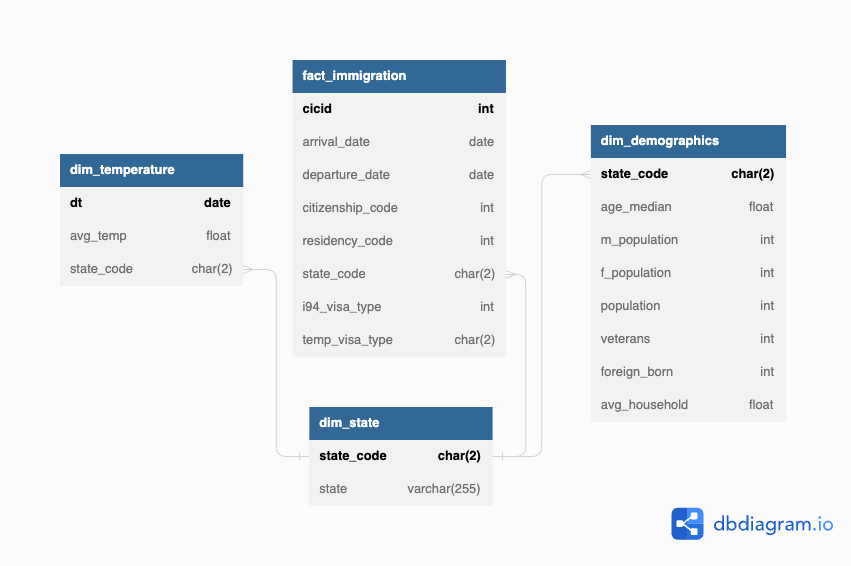 fact_immigration
cicid int
arrival_date date
departure_date date
citizenship_code int
residency_code int
state_code char(2)
i94_visa_type int
temp_visa_type char(2)
dim_temperature
dt date
avg_temp float
state_code char(2)
dim_demographics
state_code char(2)
age_median float
m_population int
f_population int
population int
veterans int
foreign_born int
avg_household float
dim_state
state_code char(2)
state varchar(255)
dbdiagram.io